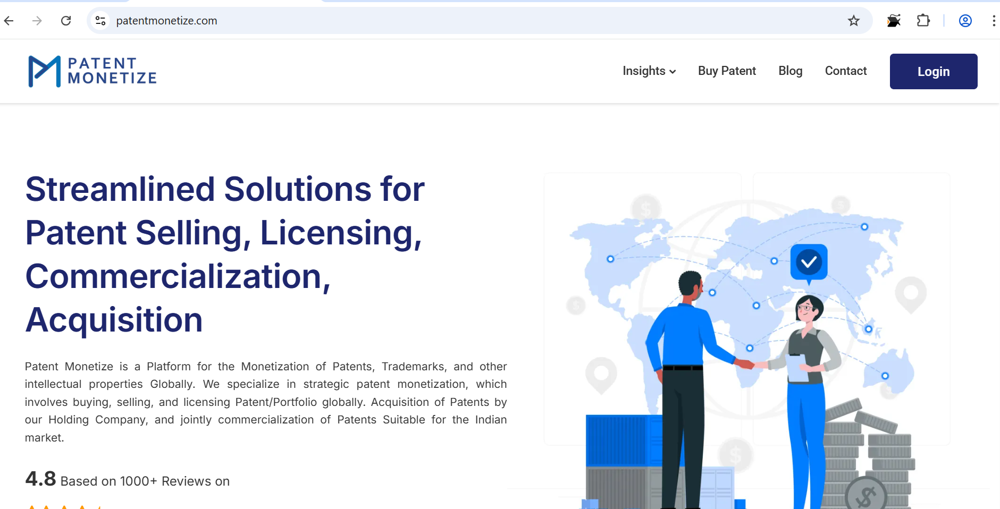 patentmonetize.com
PATENT
MONETIZE
Insights
Buy Patent
Blog
Contact
Login
Streamlined Solutions for
Patent Selling, Licensing,
Commercialization,
Acquisition
Patent Monetize is a Platform for the Monetization of Patents, Trademarks, and other
intellectual properties Globally. We specialize in strategic patent monetization, which
involves buying, selling, and licensing Patent/Portfolio globally. Acquisition of Patents by
our Holding Company, and jointly commercialization of Patents Suitable for the Indian
market.
4.8 Based on 1000+ Reviews on